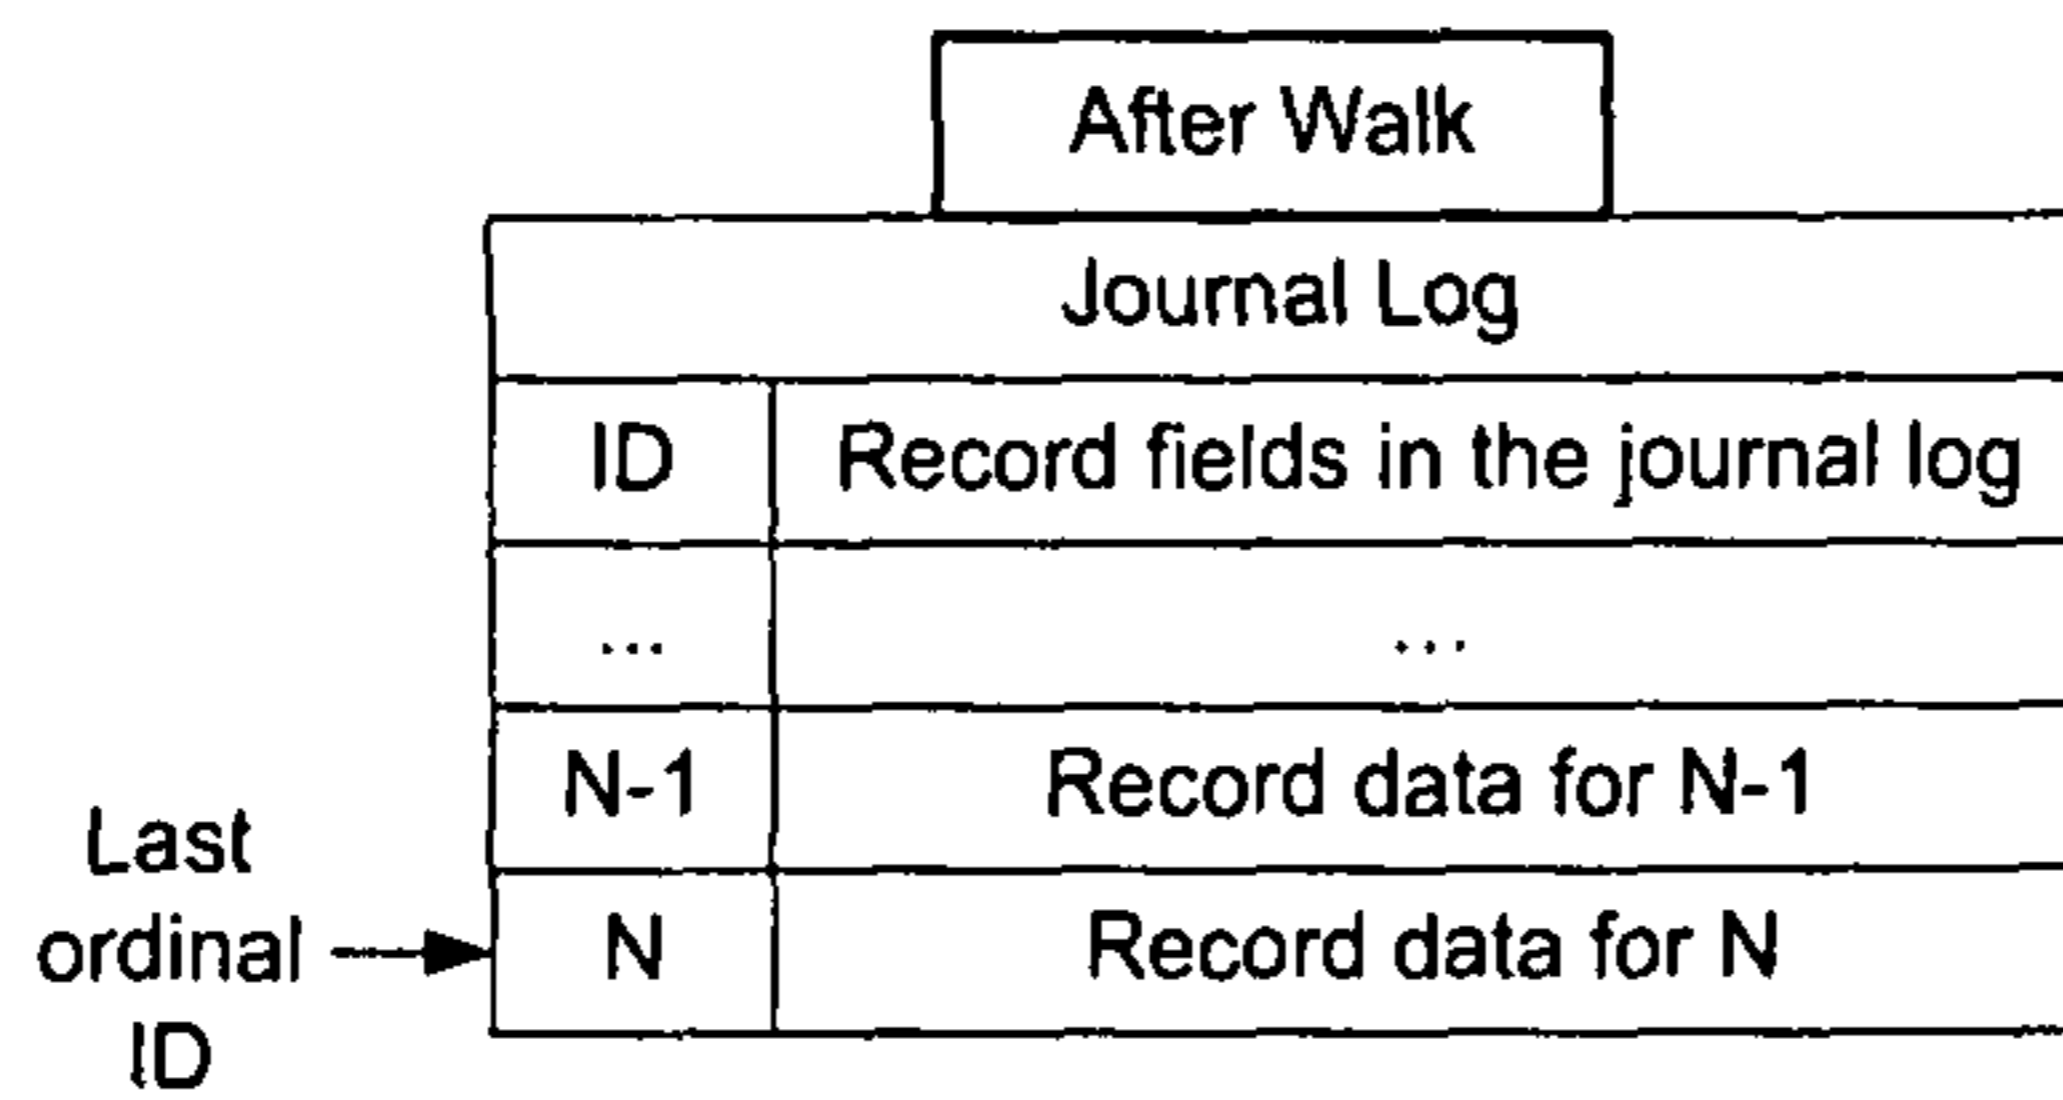 After Walk
Journal Log
ID Record fields in the journal log
... ...
N-1 Record data for N-1
Last
ordinal
ID
N Record data for N